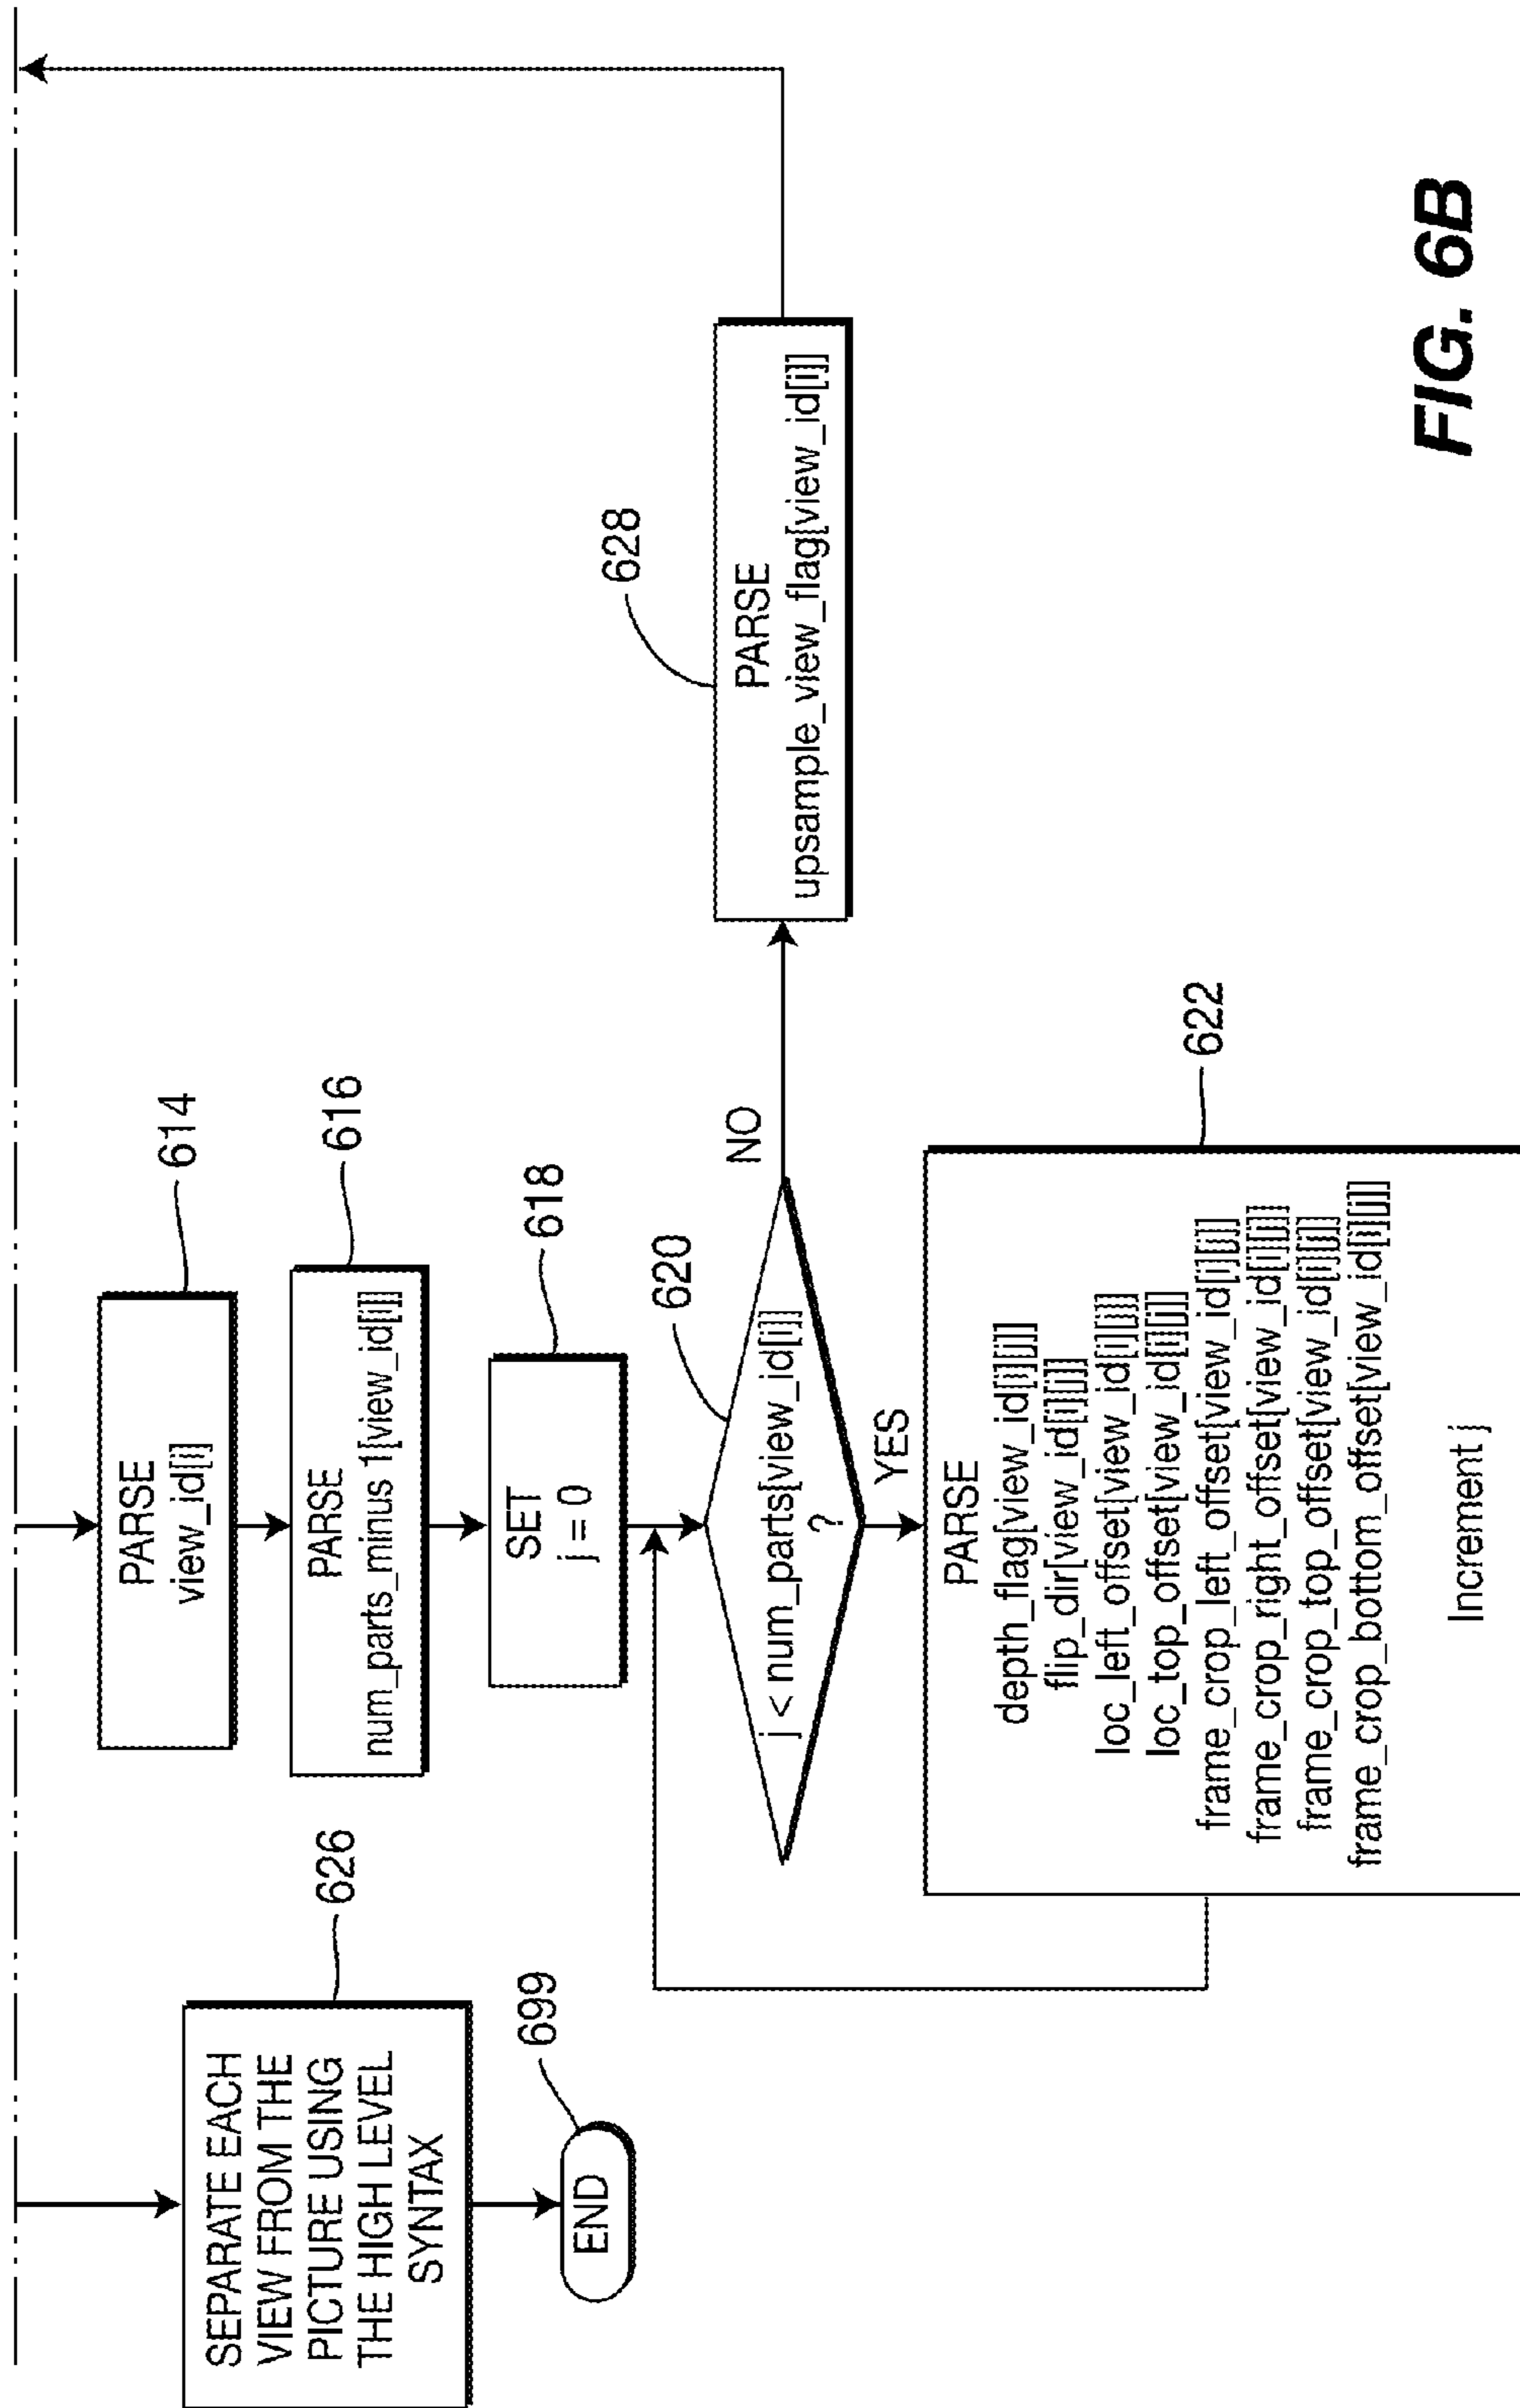 614
PARSE
view_id[i]
616
PARSE
num_parts_minus 1[view_id[i]]
618
SET
j = 0
620
j < num_parts[view_id[i]]
?
NO
YES
628
PARSE
upsample_view_flag[view_id[i]]
622
PARSE
depth_flag[view_id[i][j]]
flip_dir[view_id[i][j]]
loc_left_offset[view_id[i][j]]
loc_top_offset[view_id[i][j]]
frame_crop_left_offset[view_id[i][j]]
frame_crop_right_offset[view_id[i][j]]
frame_crop_top_offset[view_id[i][j]]
frame_crop_bottom_offset[view_id[i][j]]
Increment j
626
SEPARATE EACH
VIEW FROM THE
PICTURE USING
THE HIGH LEVEL
SYNTAX
699
END
FIG. 6B